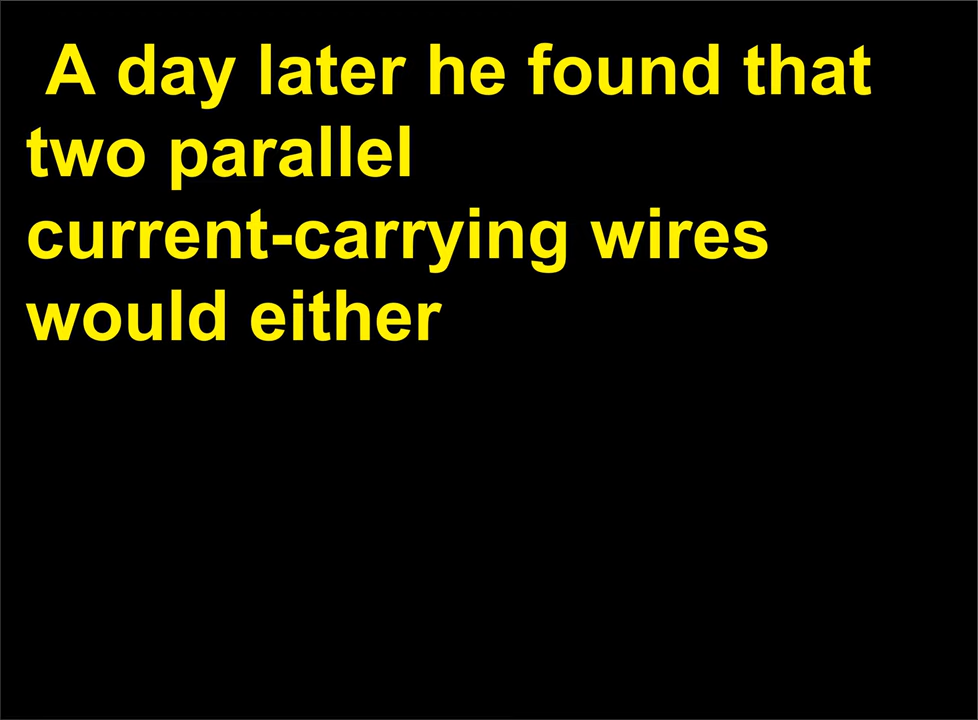 A day later he found that
two parallel
current-carrying wires
would either